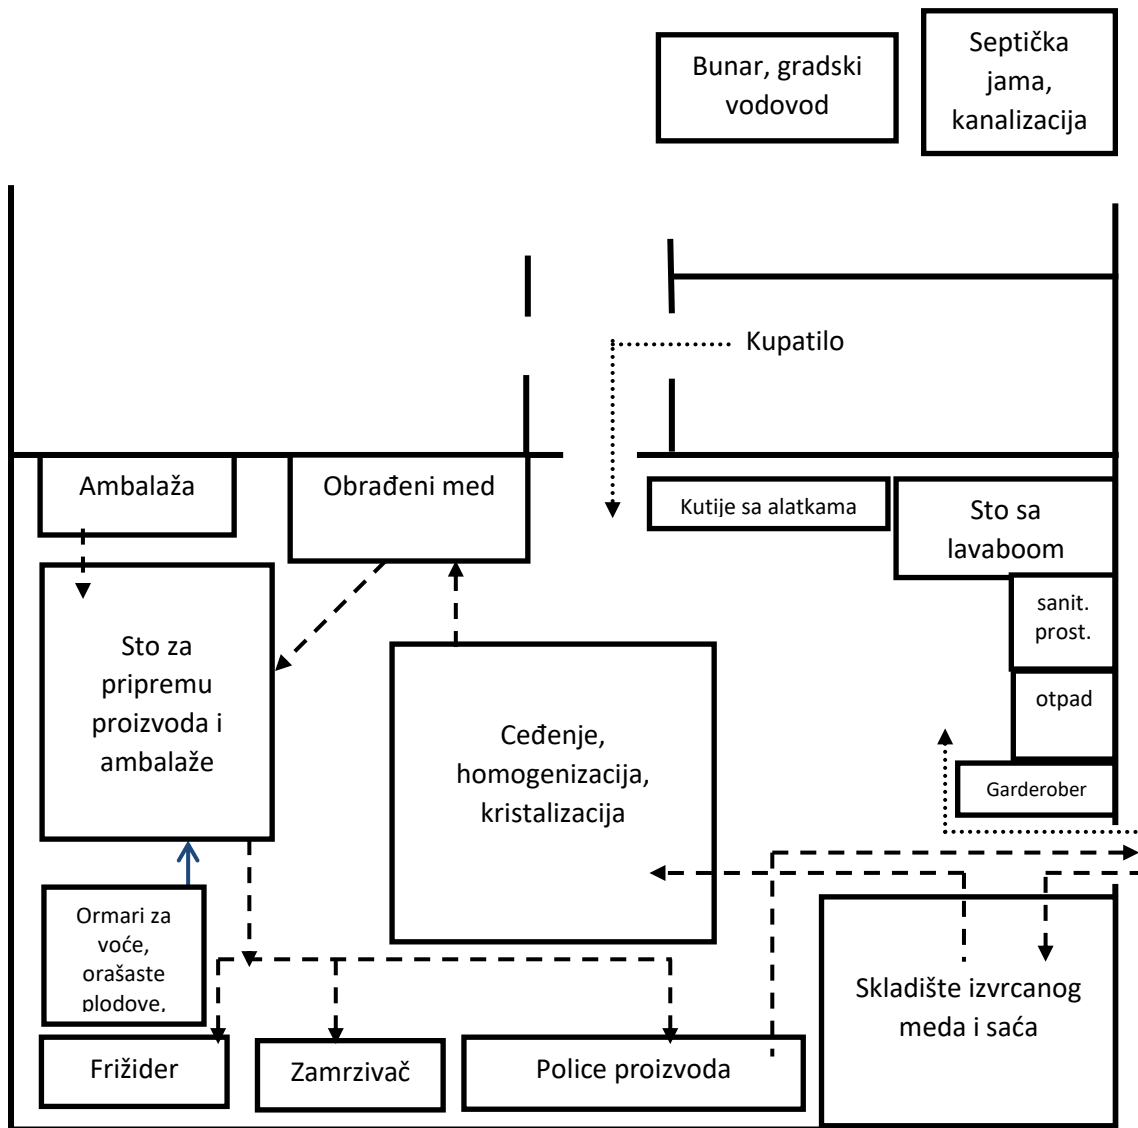 Bunar, gradski
vodovod
Septička
jama,
kanalizacija
Kupatilo
Ambalaža
Obrađeni med
Kutije sa alatkama
Sto sa
lavaboom
sanit.
prost.
otpad
Garderober
Sto za
pripremu
proizvoda i
ambalaže
Ceđenje,
homogenizacija,
kristalizacija
Ormari za
voće,
orašaste
plodove,
Skladište izvrcanog
meda i saća
Frižider
Zamrzivač
Police proizvoda